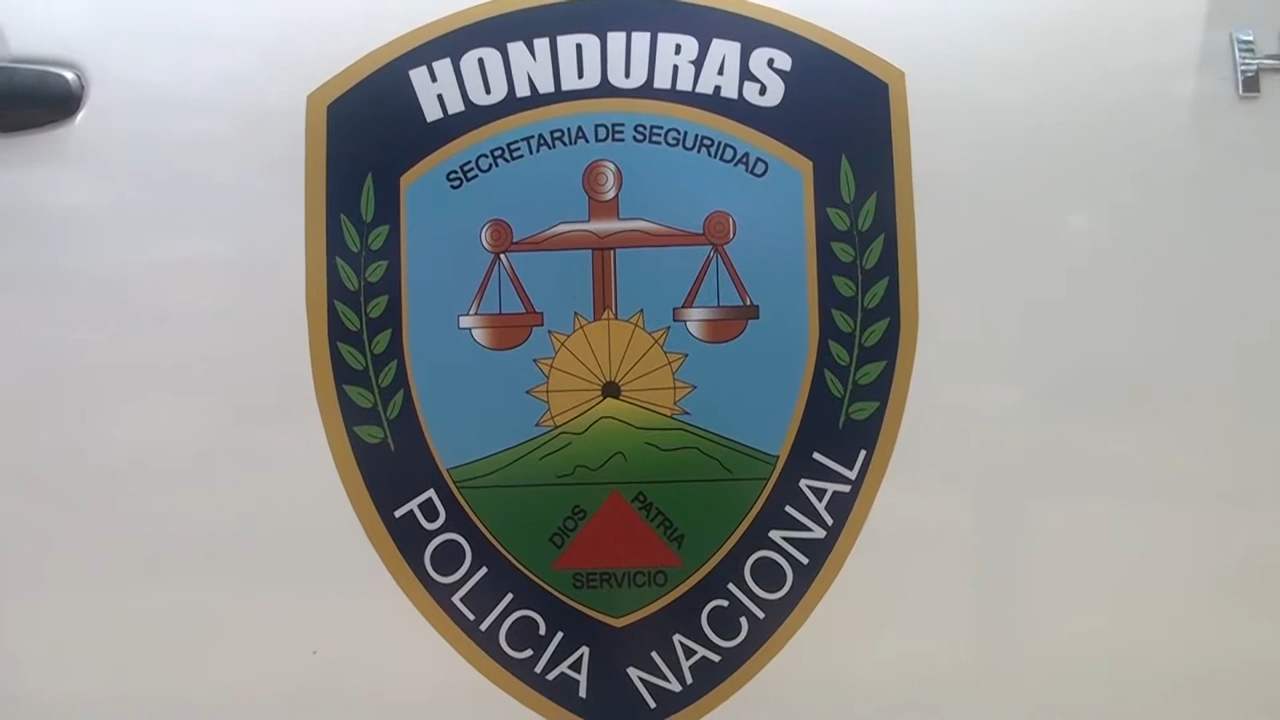 HONDURAS
SECRETARIA DE SEGURIDAD
DIOS
PATRIA
SERVICIO
POLICIA
NACIONAL